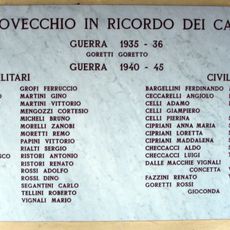 OVECCHIO IN RICORDO DEI CA
GUERRA 1935 - 36
GORETTI GORETTO
GUERRA 1940 - 45
LITARI
GROFI FERRUCCIO
MARTINI GINO
MARTINI VITTORIO
MENGOZZI CORTESIO
MICHELI BRUNO
MORELLI ZANOBI
MORETTI REMO
PAPINI VITTORIO
RIALTI SERGIO
RISTORI ANTONIO
RISTORI RENATO
ROSSI ADOLFO
ROSSI DINO
SEGANTINI CARLO
TELLINI ROBERTO
VIGNALI MARIO
CIVIL
BARGELLINI FERDINANDO
CECCARELLI ANGIOLO
CELLI ADAMO
CELLI GIAMPIERO
CELLI PIERINA
CIPRIANI ANNA MARIA
CIPRIANI LORETTA
CIPRIANI MADDALENA
CHECCACCI ALDO
CHECCACCI LUIGI
DALLE MACCHIE VIGNALI
CONCETTA
FAZZINI RENATO
GORETTI ROSSI
GIOCONDA